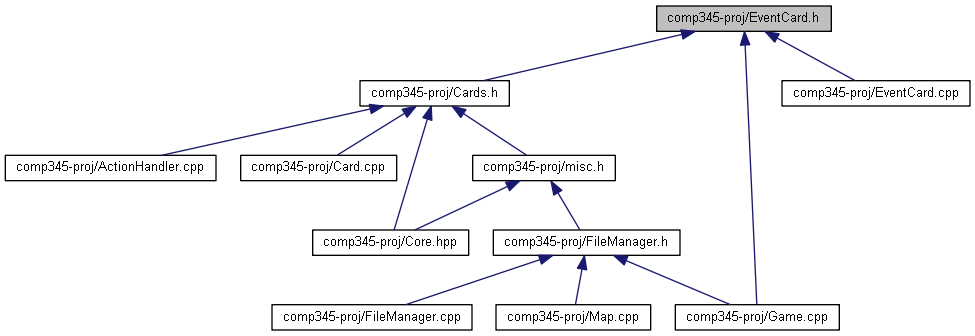 comp345-proj/EventCard.h
comp345-proj/Cards.h
comp345-proj/EventCard.cpp
comp345-proj/ActionHandler.cpp
comp345-proj/Card.cpp
comp345-proj/misc.h
comp345-proj/Core.hpp
comp345-proj/FileManager.h
comp345-proj/FileManager.cpp
comp345-proj/Map.cpp
comp345-proj/Game.cpp